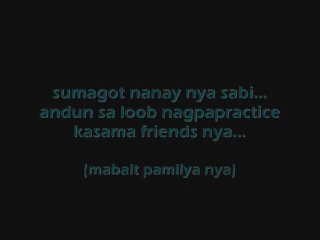 sumagot nanay nya sabi...
andun sa loob nagpapractice
kasama friends nya...
(mabait pamilya nya)